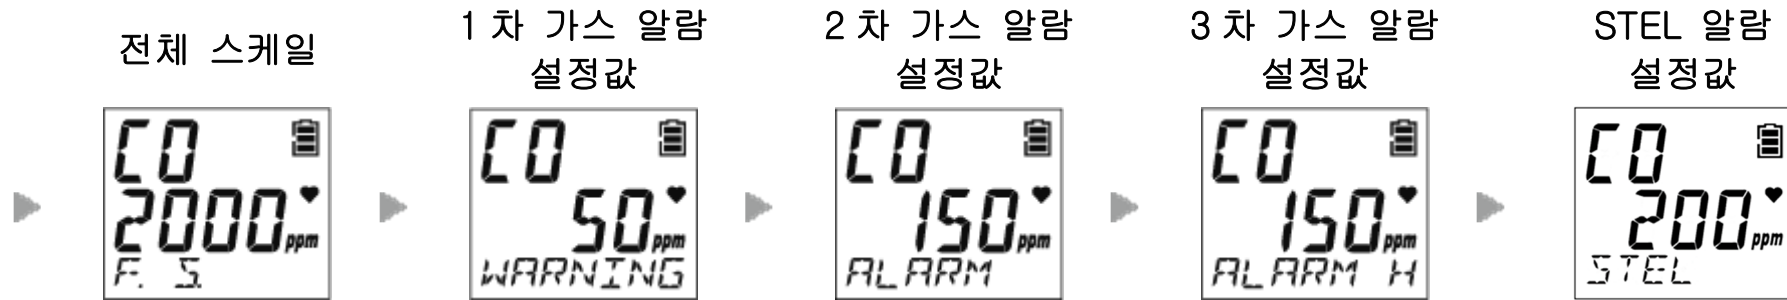 전체 스케일
CO
2000 ppm
F. S.
1차 가스 알람
설정값
CO
50 ppm
WARNING
2차 가스 알람
설정값
CO
150 ppm
ALARM
3차 가스 알람
설정값
CO
150 ppm
ALARM H
STEL 알람
설정값
CO
200 ppm
STEL